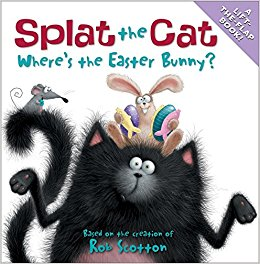 Splat the Cat
Where's the Easter Bunny?
A
LIFT-
THE-FLAP
BOOK!
Based on the creation of
Rob Scotton